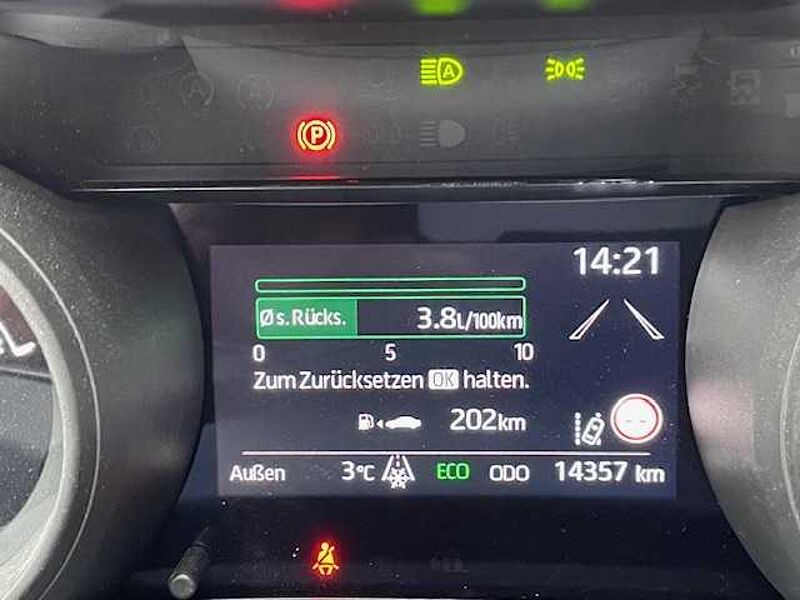 A
P
14:21
Ø s. Rücks. 3.8L/100km
0 5 10
Zum Zurücksetzen OK halten.
202km
--
Außen 3°C ECO ODO 14357 km